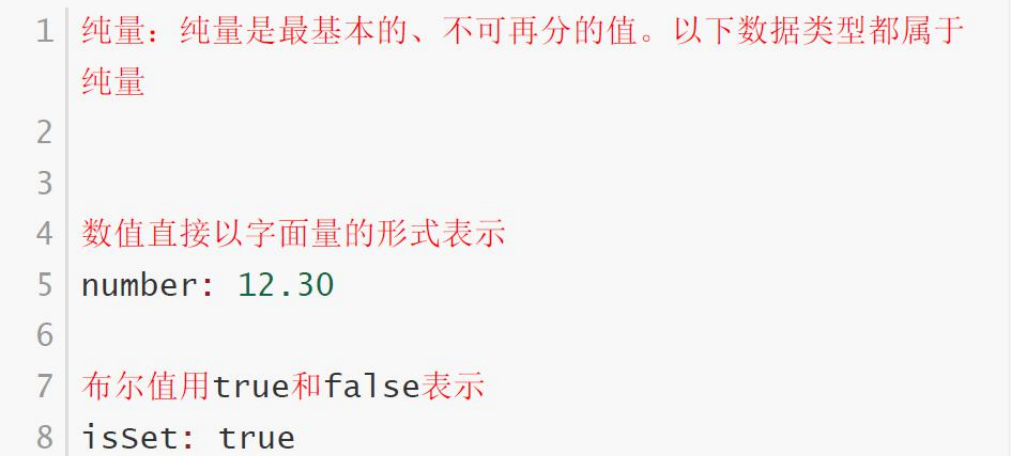 1 纯量：纯量是最基本的、不可再分的值。以下数据类型都属于
纯量
2
3
4 数值直接以字面量的形式表示
5 number: 12.30
6
7 布尔值用true和false表示
8 isSet: true